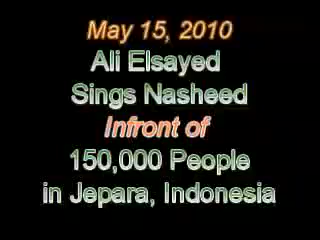 May 15, 2010
Ali Elsayed
Sings Nasheed
Infront of
150,000 People
in Jepara, Indonesia